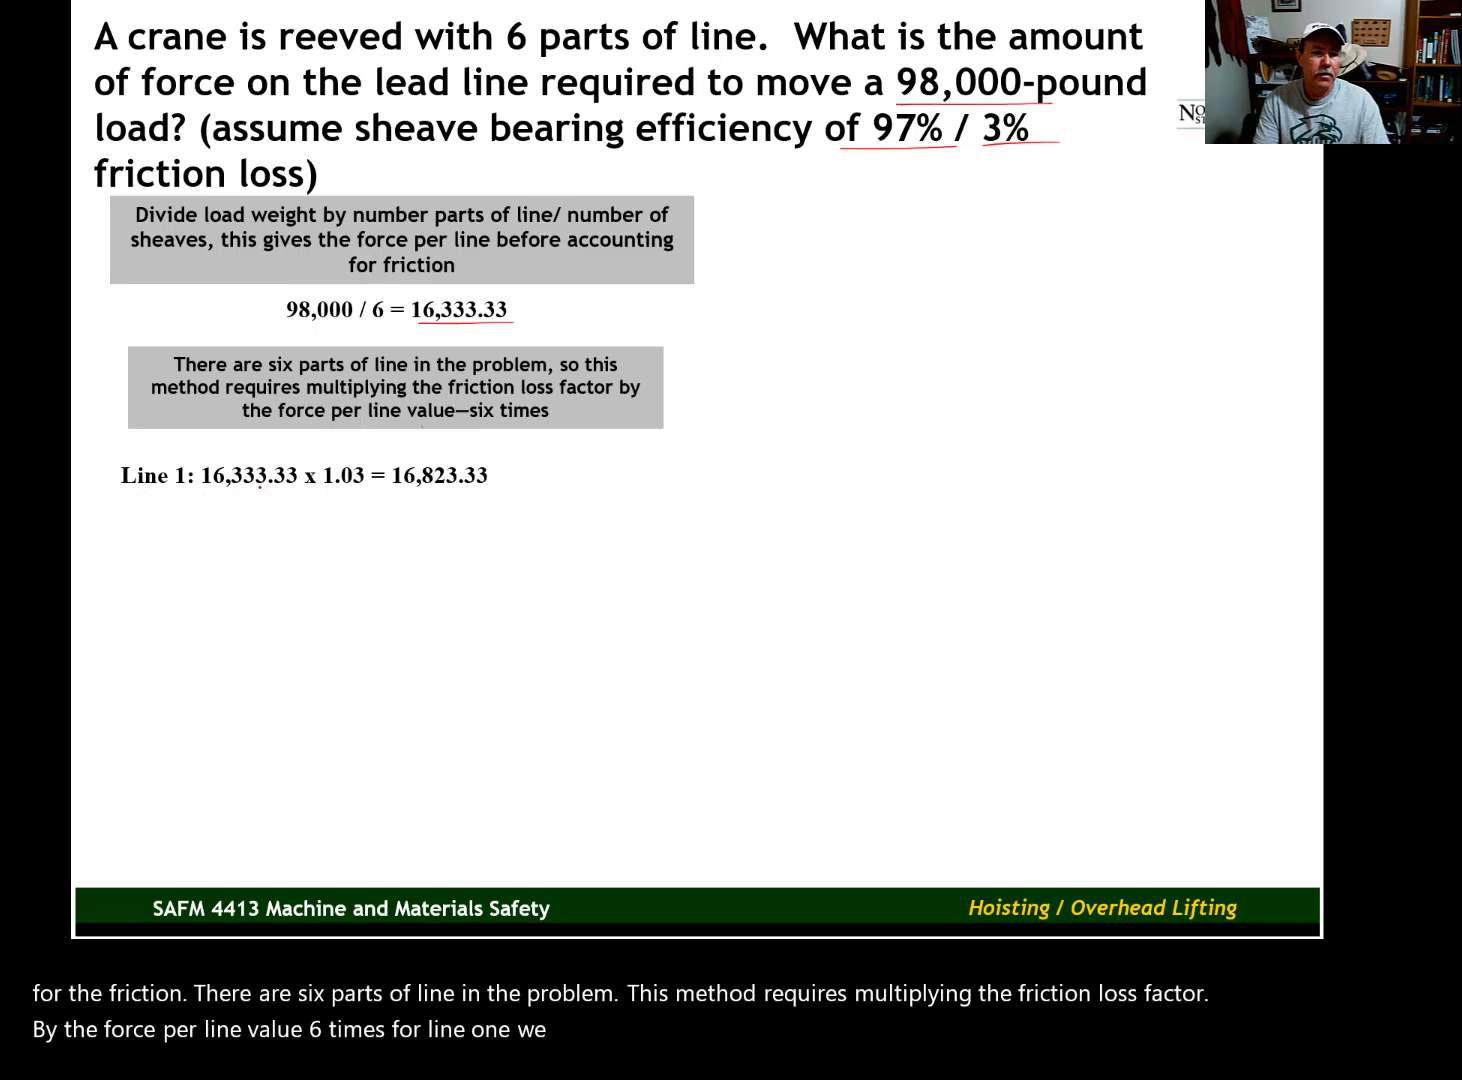 A crane is reeved with 6 parts of line. What is the amount
of force on the lead line required to move a 98,000-pound
load? (assume sheave bearing efficiency of 97% / 3%
friction loss)
Divide load weight by number parts of line/ number of
sheaves, this gives the force per line before accounting
for friction
98,000 / 6 = 16,333.33
There are six parts of line in the problem, so this
method requires multiplying the friction loss factor by
the force per line value—six times
Line 1: 16,333.33 x 1.03 = 16,823.33
SAFM 4413 Machine and Materials Safety
Hoisting / Overhead Lifting
for the friction. There are six parts of line in the problem. This method requires multiplying the friction loss factor.
By the force per line value 6 times for line one we